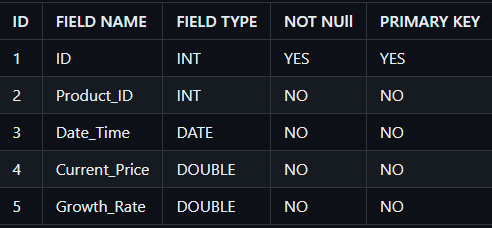 ID FIELD NAME FIELD TYPE NOT NUll PRIMARY KEY
1 ID INT YES YES
2 Product_ID INT NO NO
3 Date_Time DATE NO NO
4 Current_Price DOUBLE NO NO
5 Growth_Rate DOUBLE NO NO